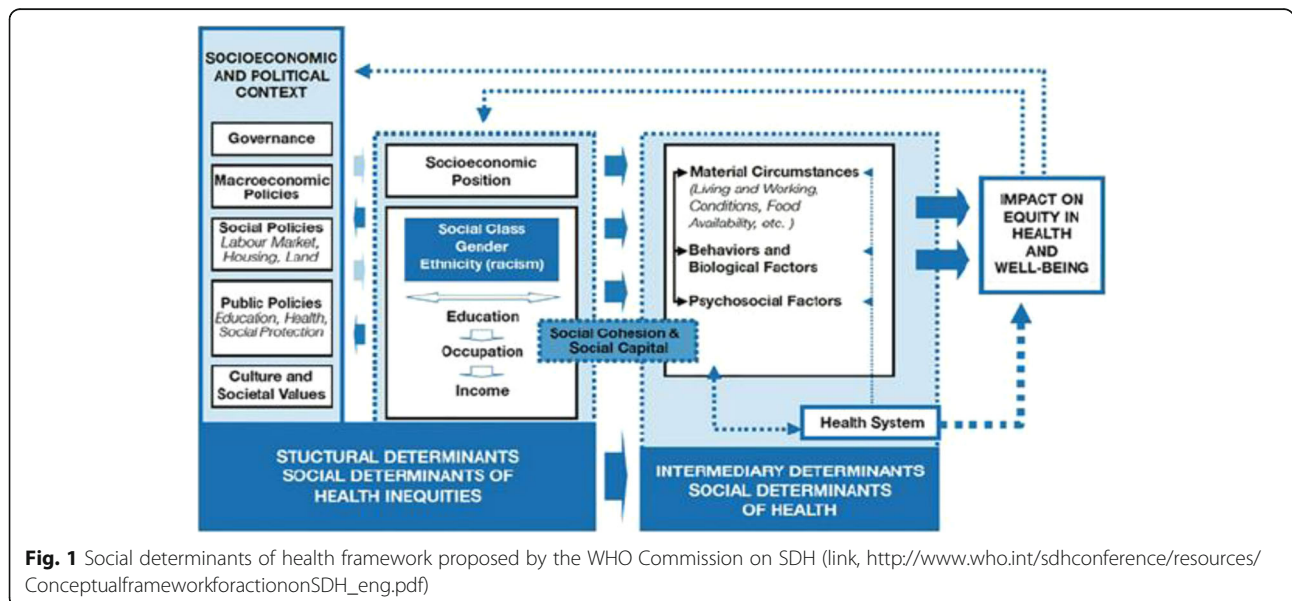 SOCIOECONOMIC
AND POLITICAL
CONTEXT
Governance
Macroeconomic
Policies
Social Policies
Labour Market,
Housing, Land
Public Policies
Education, Health,
Social Protection
Culture and
Societal Values
Socioeconomic
Position
Social Class
Gender
Ethnicity (racism)
Education
Occupation
Income
STUCTURAL DETERMINANTS
SOCIAL DETERMINANTS OF
HEALTH INEQUITIES
Social Cohesion &
Social Capital
Material Circumstances
(Living and Working,
Conditions, Food
Availability, etc. )
Behaviors and
Biological Factors
Psychosocial Factors
Health System
INTERMEDIARY DETERMINANTS
SOCIAL DETERMINANTS
OF HEALTH
IMPACT ON
EQUITY IN
HEALTH
AND
WELL-BEING
Fig. 1 Social determinants of health framework proposed by the WHO Commission on SDH (link, http://www.who.int/sdhconference/resources/
ConceptualframeworkforactiononSDH_eng.pdf)